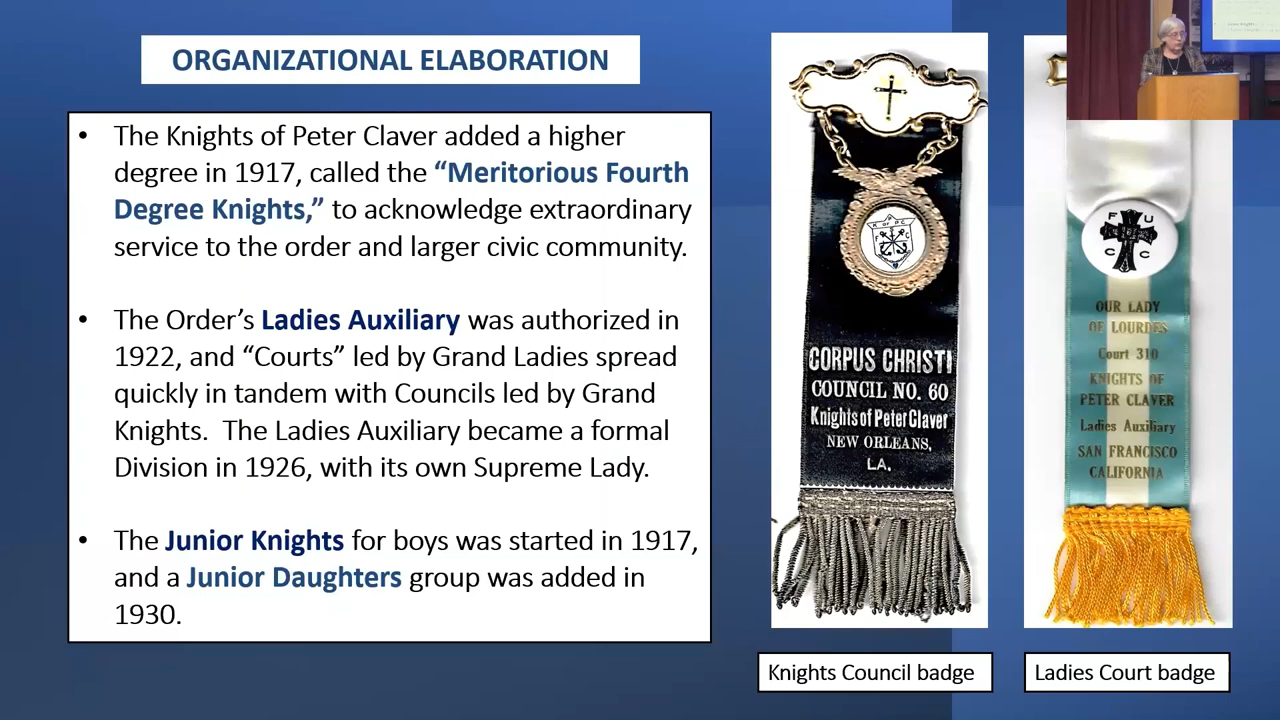 ORGANIZATIONAL ELABORATION
• The Knights of Peter Claver added a higher
degree in 1917, called the “Meritorious Fourth
Degree Knights,” to acknowledge extraordinary
service to the order and larger civic community.
• The Order’s Ladies Auxiliary was authorized in
1922, and “Courts” led by Grand Ladies spread
quickly in tandem with Councils led by Grand
Knights. The Ladies Auxiliary became a formal
Division in 1926, with its own Supreme Lady.
• The Junior Knights for boys was started in 1917,
and a Junior Daughters group was added in
1930.
K OF PC
CORPUS CHRISTI
COUNCIL NO. 60
Knights of Peter Claver
NEW ORLEANS,
LA.
Knights Council badge
F U
C C
OUR LADY
OF LOURDES
Court 310
KNIGHTS OF
PETER CLAVER
Ladies Auxiliary
SAN FRANCISCO
CALIFORNIA
Ladies Court badge